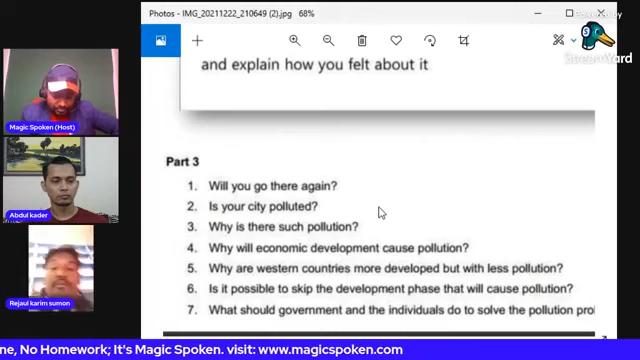 Photos - IMG_20211222_210649 (2).jpg 68%
Powered by
StreamYard
and explain how you felt about it
Magic Spoken (Host)
Abdul kader
Rejaul karim sumon
Part 3
1. Will you go there again?
2. Is your city polluted?
3. Why is there such pollution?
4. Why will economic development cause pollution?
5. Why are western countries more developed but with less pollution?
6. Is it possible to skip the development phase that will cause pollution?
7. What should government and the individuals do to solve the pollution pro
ne, No Homework; It's Magic Spoken. visit: www.magicspoken.com